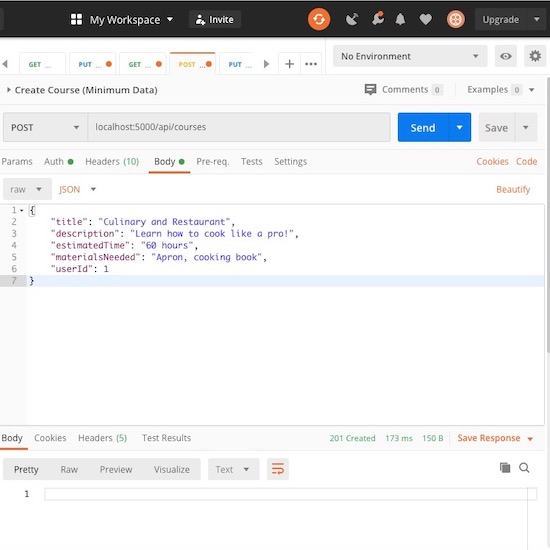 My Workspace Invite Upgrade
GET ... PUT ... GET ... POST ... PUT ... + ••• No Environment
Create Course (Minimum Data) Comments 0 Examples 0
POST localhost:5000/api/courses Send Save
Params Auth Headers (10) Body Pre-req. Tests Settings Cookies Code
raw JSON Beautify
1 {
2 "title": "Culinary and Restaurant",
3 "description": "Learn how to cook like a pro!",
4 "estimatedTime": "60 hours",
5 "materialsNeeded": "Apron, cooking book",
6 "userId": 1
7 }
Body Cookies Headers (5) Test Results 201 Created 173 ms 150 B Save Response
Pretty Raw Preview Visualize Text
1